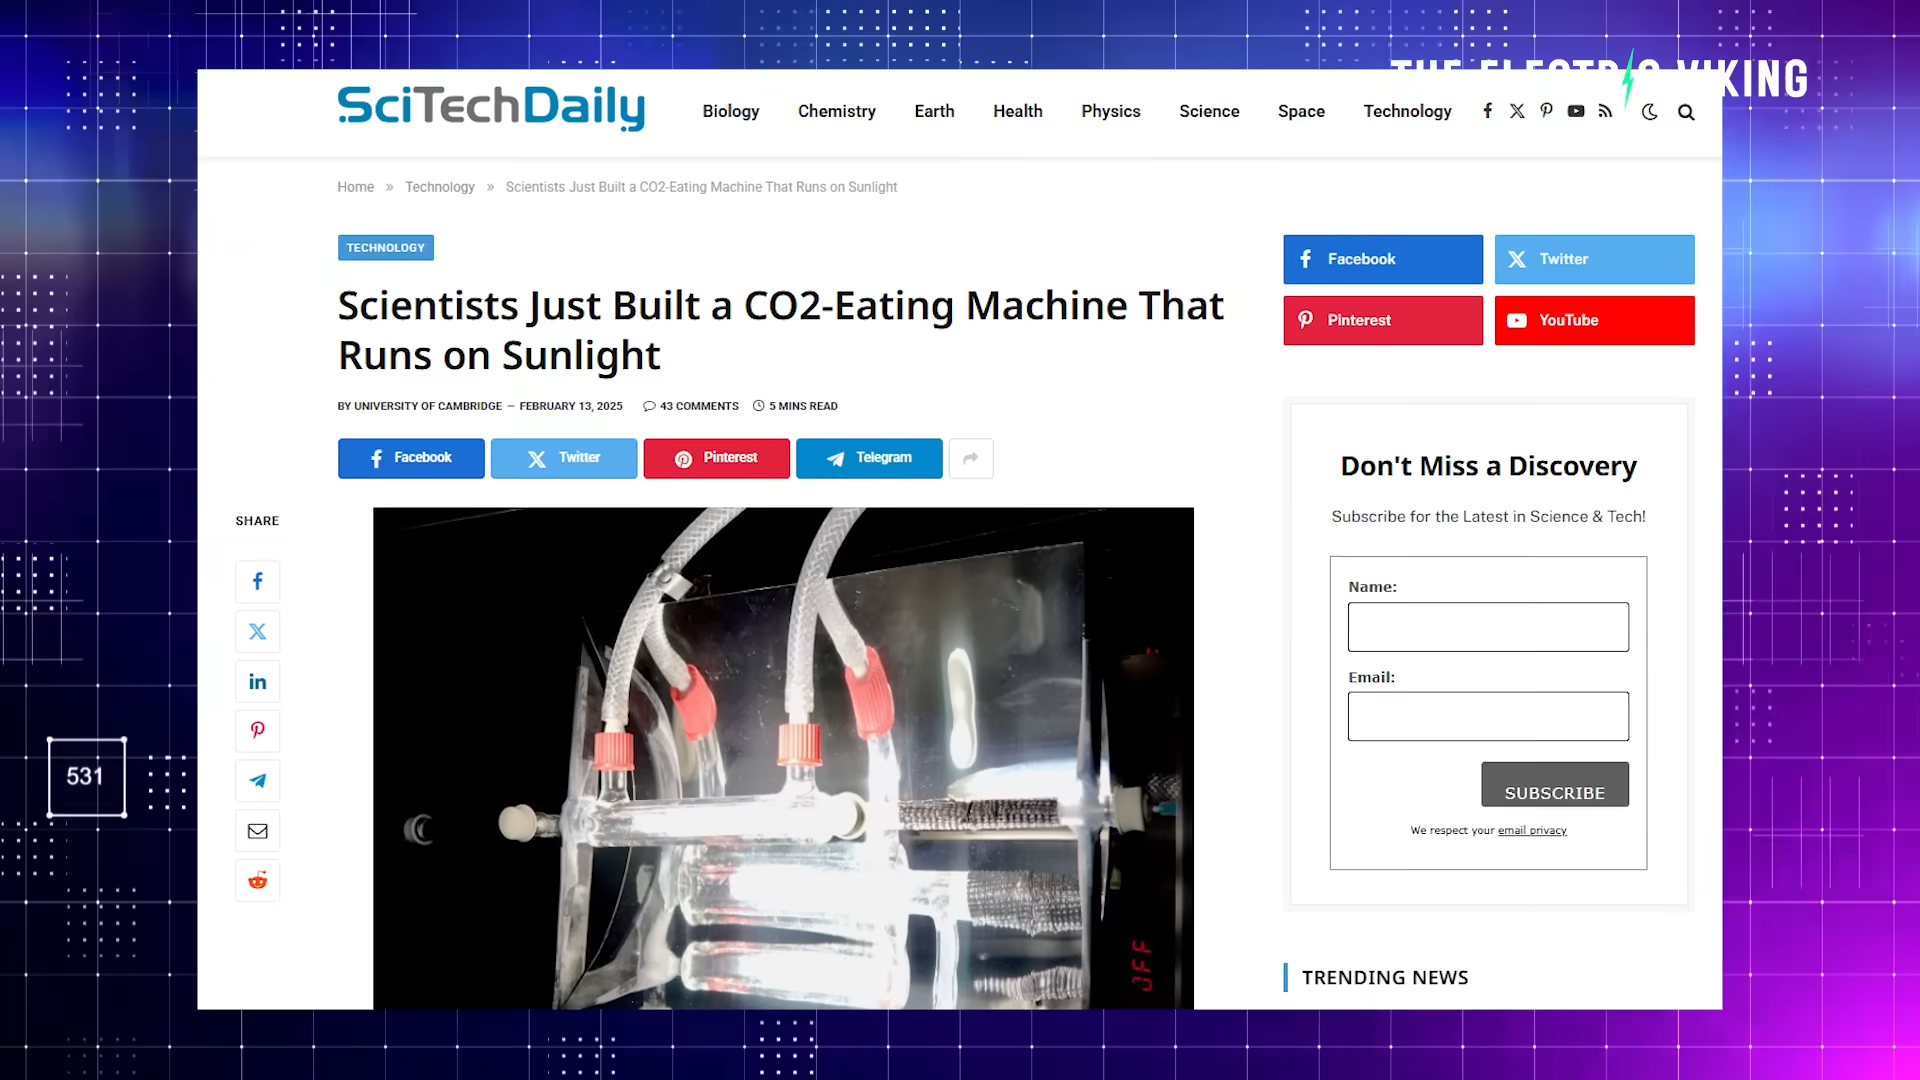 THE ELECTRIC VIKING
SciTechDaily
Biology Chemistry Earth Health Physics Science Space Technology
Home » Technology » Scientists Just Built a CO2-Eating Machine That Runs on Sunlight
TECHNOLOGY
Scientists Just Built a CO2-Eating Machine That
Runs on Sunlight
BY UNIVERSITY OF CAMBRIDGE — FEBRUARY 13, 2025 43 COMMENTS 5 MINS READ
Facebook Twitter Pinterest Telegram
SHARE
531
Facebook Twitter
Pinterest YouTube
Don't Miss a Discovery
Subscribe for the Latest in Science & Tech!
Name:
Email:
SUBSCRIBE
We respect your email privacy
TRENDING NEWS